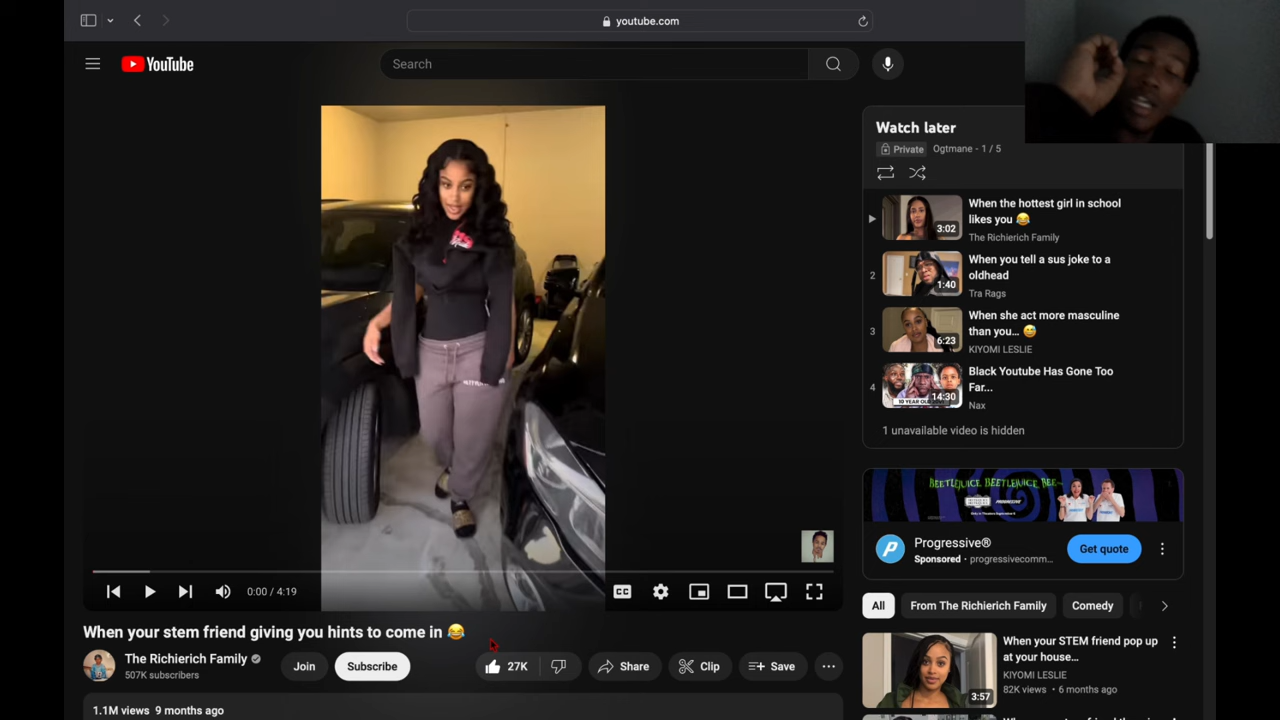 youtube.com
YouTube
Search
Watch later
Private Ogtmane - 1 / 5
When the hottest girl in school
likes you 😂
3:02
The Richierich Family
2
When you tell a sus joke to a
oldhead
1:40
Tra Rags
3
When she act more masculine
than you... 😅
6:23
KIYOMI LESLIE
4
Black Youtube Has Gone Too
Far...
14:30
Nax
1 unavailable video is hidden
BEETLEJUICE BEETLEJUICE BEE-
PROGRESSIVE
Progressive®
Sponsored • progressivecomm...
Get quote
All
From The Richierich Family
Comedy
When your STEM friend pop up
at your house...
KIYOMI LESLIE
82K views • 6 months ago
3:57
0:00 / 4:19
CC
When your stem friend giving you hints to come in 😂
The Richierich Family
507K subscribers
Join
Subscribe
27K
Share
Clip
Save
1.1M views 9 months ago